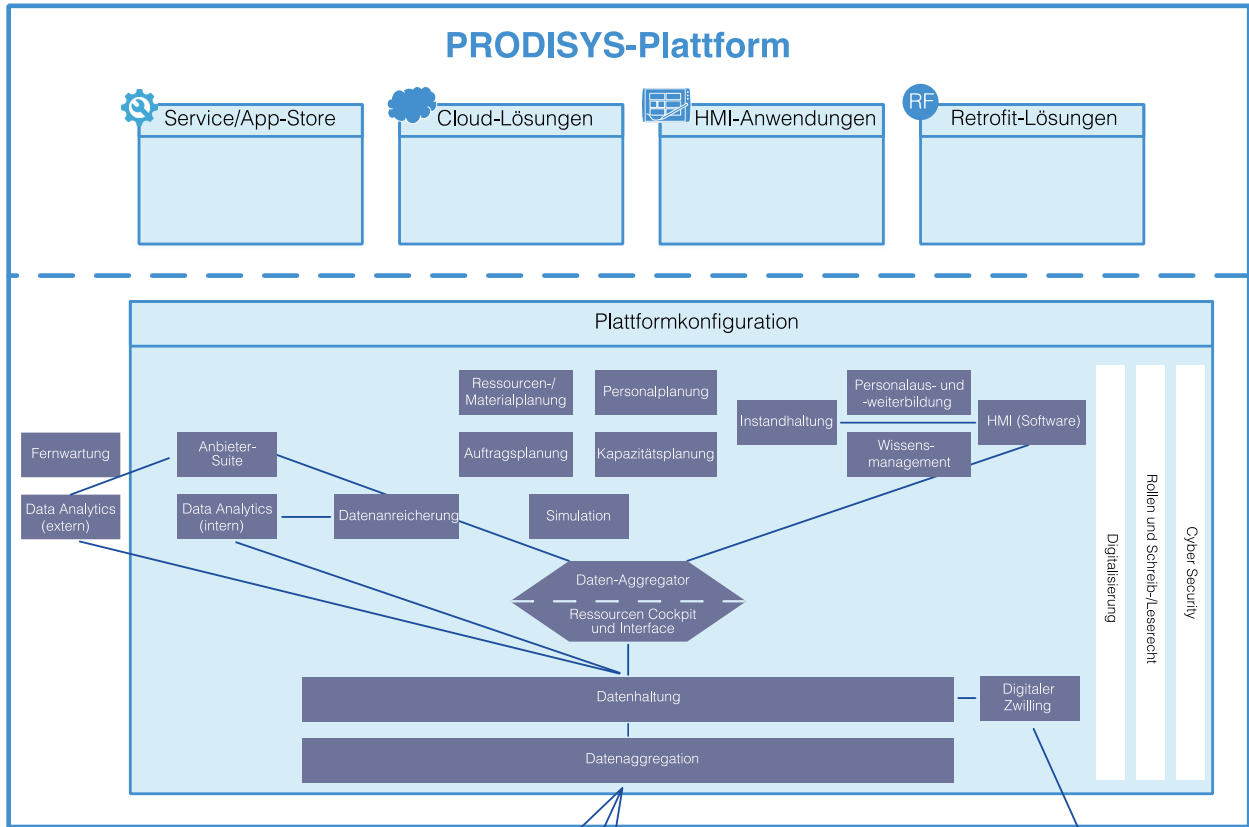 PRODISYS-Plattform
Service/App-Store
Cloud-Lösungen
HMI-Anwendungen
RF
Retrofit-Lösungen
Plattformkonfiguration
Ressourcen-/
Materialplanung
Personalplanung
Personalaus- und
-weiterbildung
Instandhaltung
HMI (Software)
Fernwartung
Anbieter-
Suite
Auftragsplanung
Kapazitätsplanung
Wissens-
management
Data Analytics
(extern)
Data Analytics
(intern)
Datenanreicherung
Simulation
Daten-Aggregator
Ressourcen Cockpit
und Interface
Datenhaltung
Digitaler
Zwilling
Datenaggregation
Digitalisierung
Rollen und Schreib-/Leserecht
Cyber Security